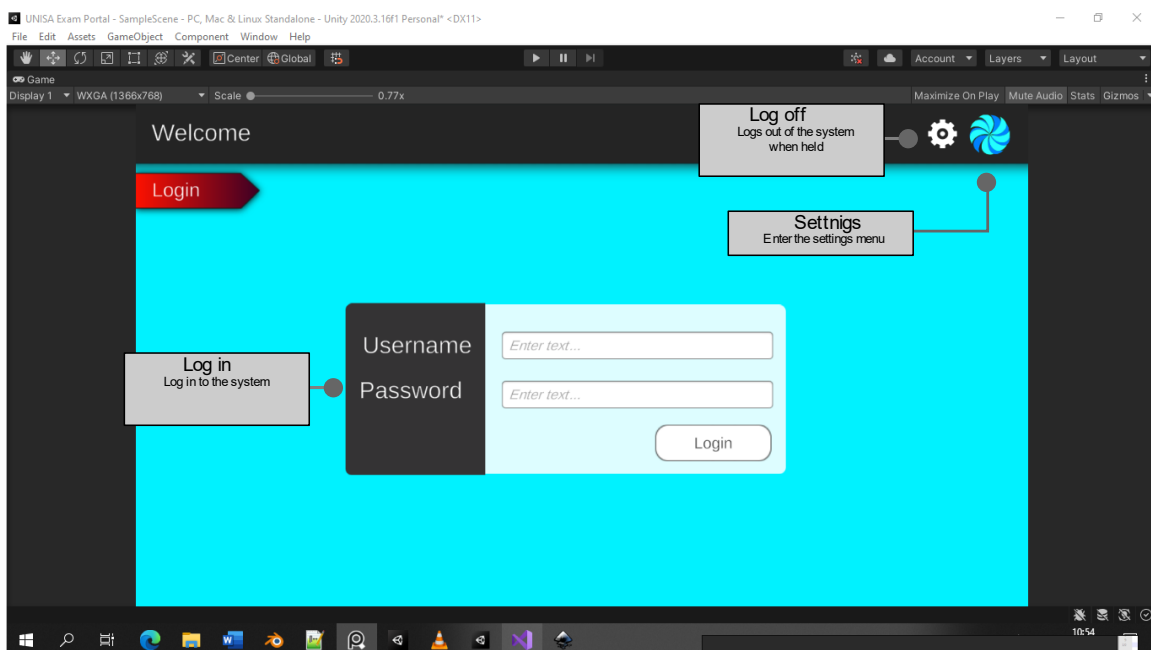 UNISA Exam Portal - SampleScene - PC, Mac & Linux Standalone - Unity 2020.3.16f1 Personal* <DX11>
File Edit Assets GameObject Component Window Help
Center Global Account Layers Layout
Game
Display 1 WXGA (1366x768) Scale 0.77x Maximize On Play Mute Audio Stats Gizmos
Welcome
Log off
Logs out of the system
when held
Login
Settnigs
Enter the settings menu
Username Enter text...
Log in
Log in to the system
Password Enter text...
Login
10:54